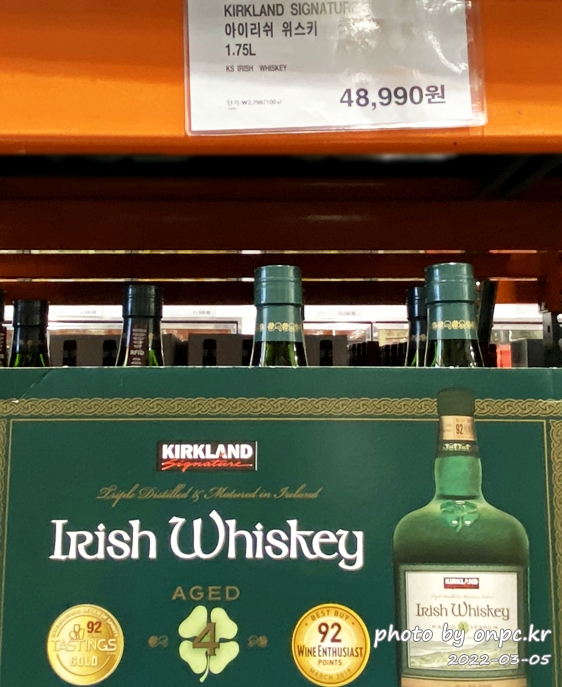 KIRKLAND SIGNATURE
아이리쉬 위스키
1.75L
KS IRISH WHISKEY
48,990원
KIRKLAND
Signature
Triple Distilled & Matured in Ireland
Irish Whiskey
AGED
4
92
TASTINGS
GOLD
BEST BUY
92
WINE ENTHUSIAST
POINTS
92
KIRKLAND
Irish Whiskey
photo by onpc.kr
2022-03-05